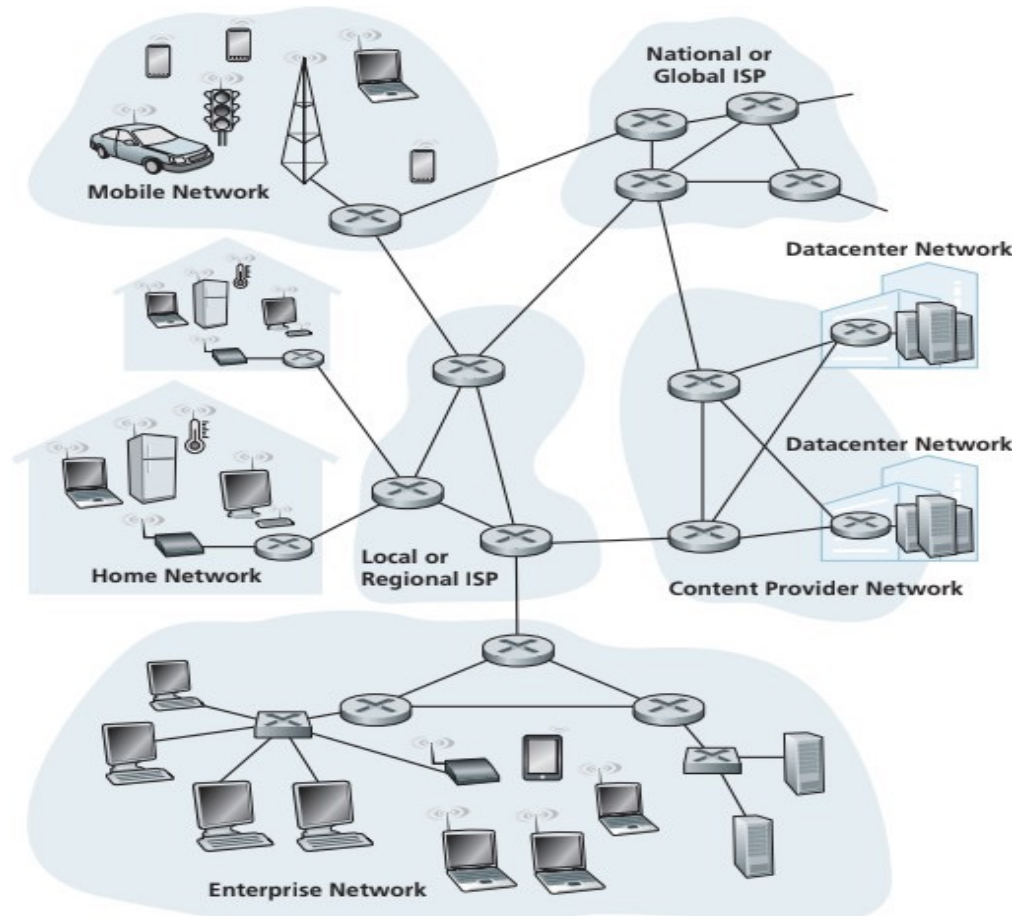 National or
Global ISP
Mobile Network
Datacenter Network
Datacenter Network
Home Network
Local or
Regional ISP
Content Provider Network
Enterprise Network